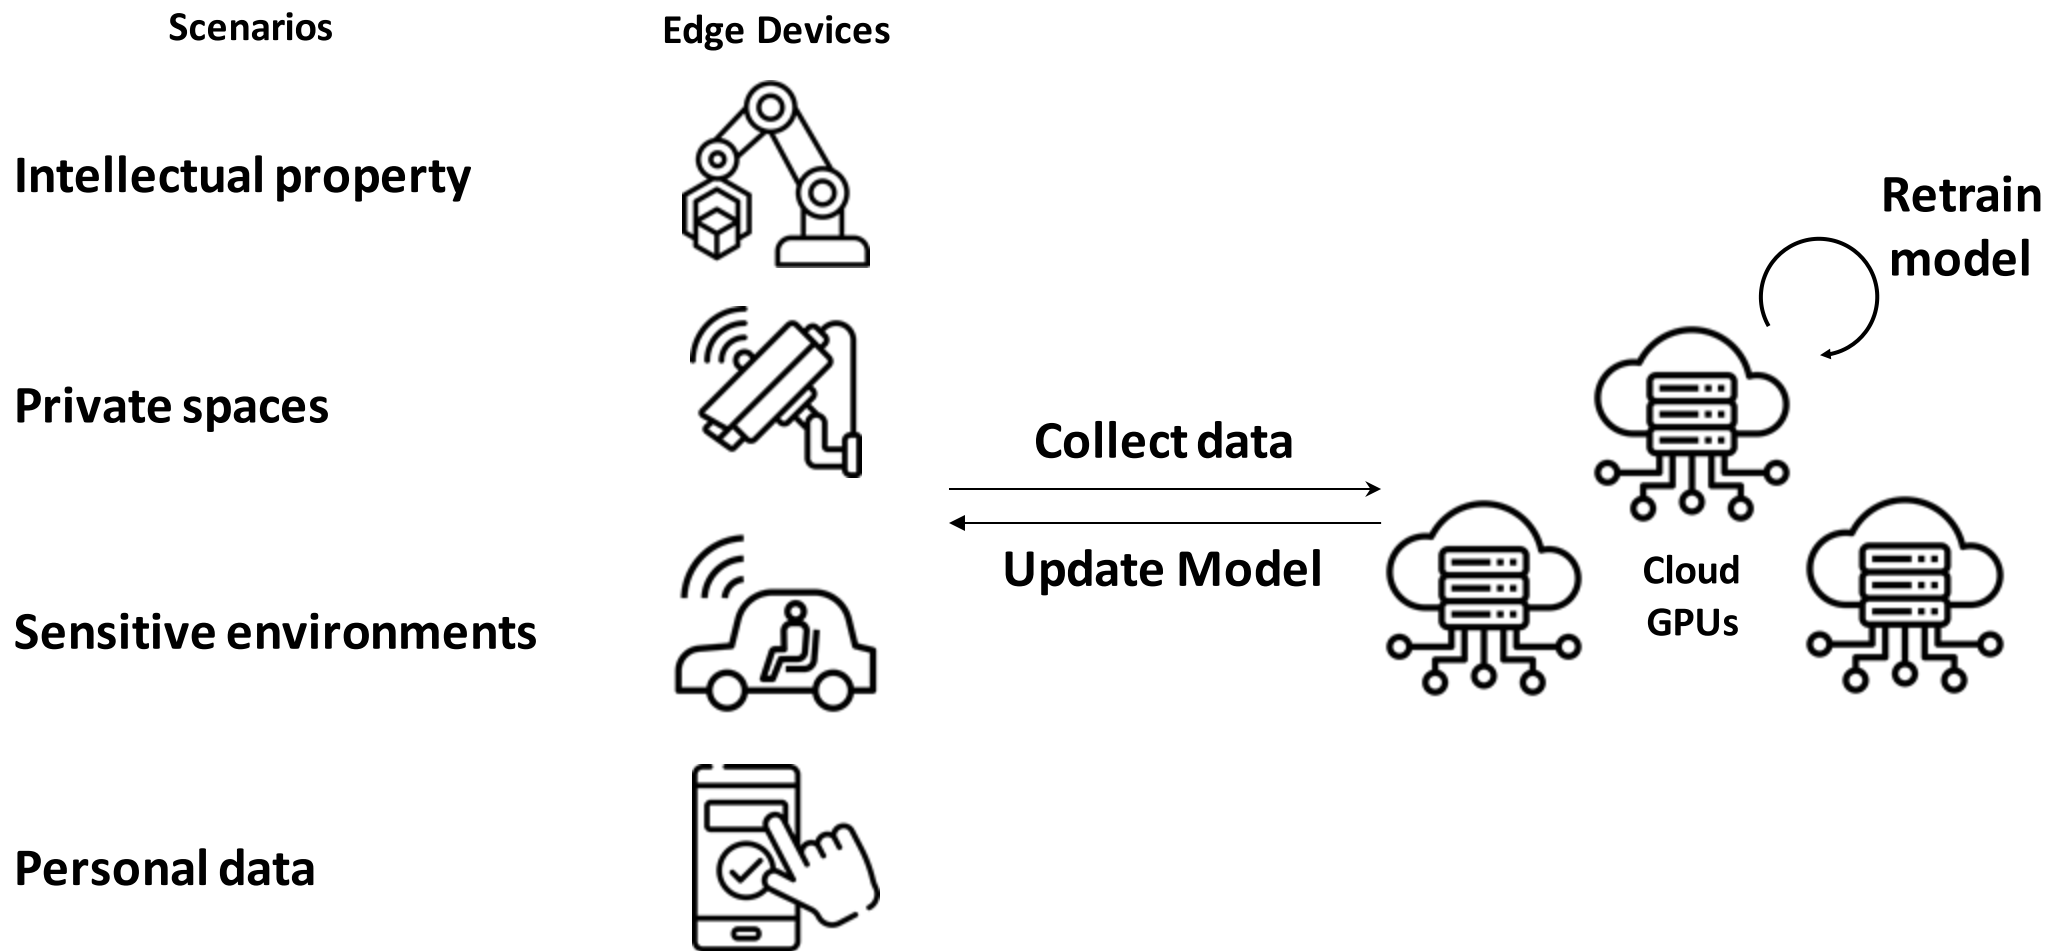 Scenarios
Edge Devices
Intellectual property
Private spaces
Sensitive environments
Personal data
Collect data
Update Model
Retrain
model
Cloud
GPUs